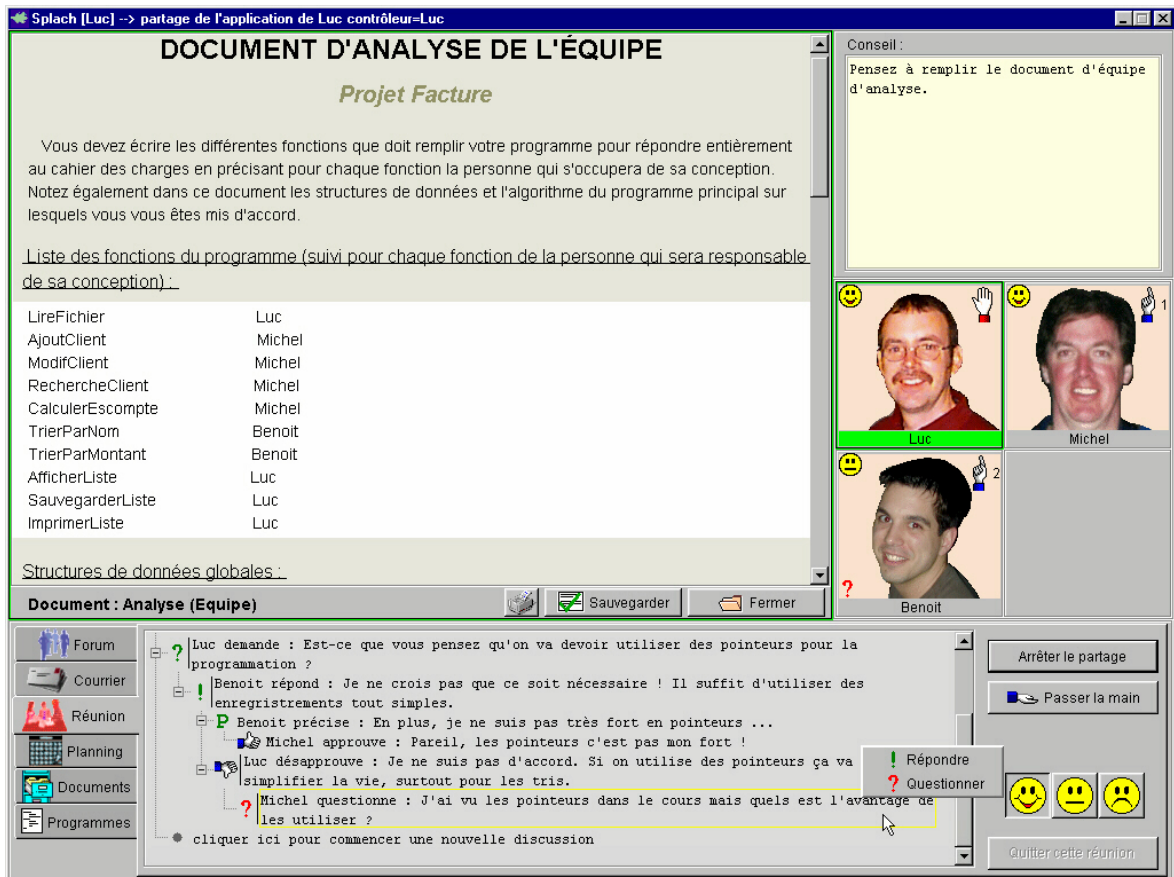 Splach [Luc] --> partage de l'application de Luc contrôleur=Luc
DOCUMENT D'ANALYSE DE L'ÉQUIPE
Projet Facture
Vous devez écrire les différentes fonctions que doit remplir votre programme pour répondre entièrement
au cahier des charges en précisant pour chaque fonction la personne qui s'occupera de sa conception.
Notez également dans ce document les structures de données et l'algorithme du programme principal sur
lesquels vous vous êtes mis d'accord.
Liste des fonctions du programme (suivi pour chaque fonction de la personne qui sera responsable
de sa conception) :
LireFichier Luc
AjoutClient Michel
ModifClient Michel
RechercheClient Michel
CalculerEscompte Michel
TrierParNom Benoit
TrierParMontant Benoit
AfficherListe Luc
SauvegarderListe Luc
ImprimerListe Luc
Structures de données globales :
Document : Analyse (Equipe)
Sauvegarder
Fermer
Conseil :
Pensez à remplir le document d'équipe
d'analyse.
Luc
1
Michel
2
?
Benoit
Forum
Courrier
Réunion
Planning
Documents
Programmes
? Luc demande : Est-ce que vous pensez qu'on va devoir utiliser des pointeurs pour la
programmation ?
! Benoit répond : Je ne crois pas que ce soit nécessaire ! Il suffit d'utiliser des
enregristrements tout simples.
P Benoit précise : En plus, je ne suis pas très fort en pointeurs ...
Michel approuve : Pareil, les pointeurs c'est pas mon fort !
Luc désapprouve : Je ne suis pas d'accord. Si on utilise des pointeurs ça va
simplifier la vie, surtout pour les tris.
? Michel questionne : J'ai vu les pointeurs dans le cours mais quels est l'avantage de
les utiliser ?
cliquer ici pour commencer une nouvelle discussion
! Répondre
? Questionner
Arrêter le partage
Passer la main
Quitter cette réunion